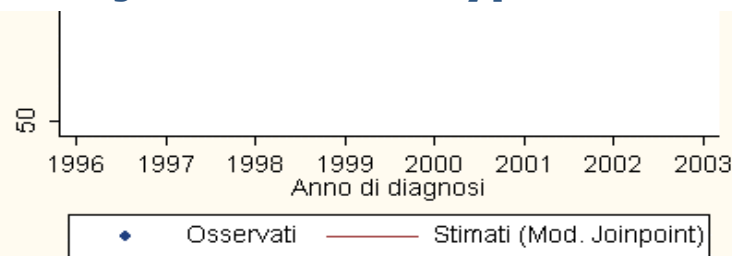 50
1996 1997 1998 1999 2000 2001 2002 2003
Anno di diagnosi
Osservati Stimati (Mod. Joinpoint)